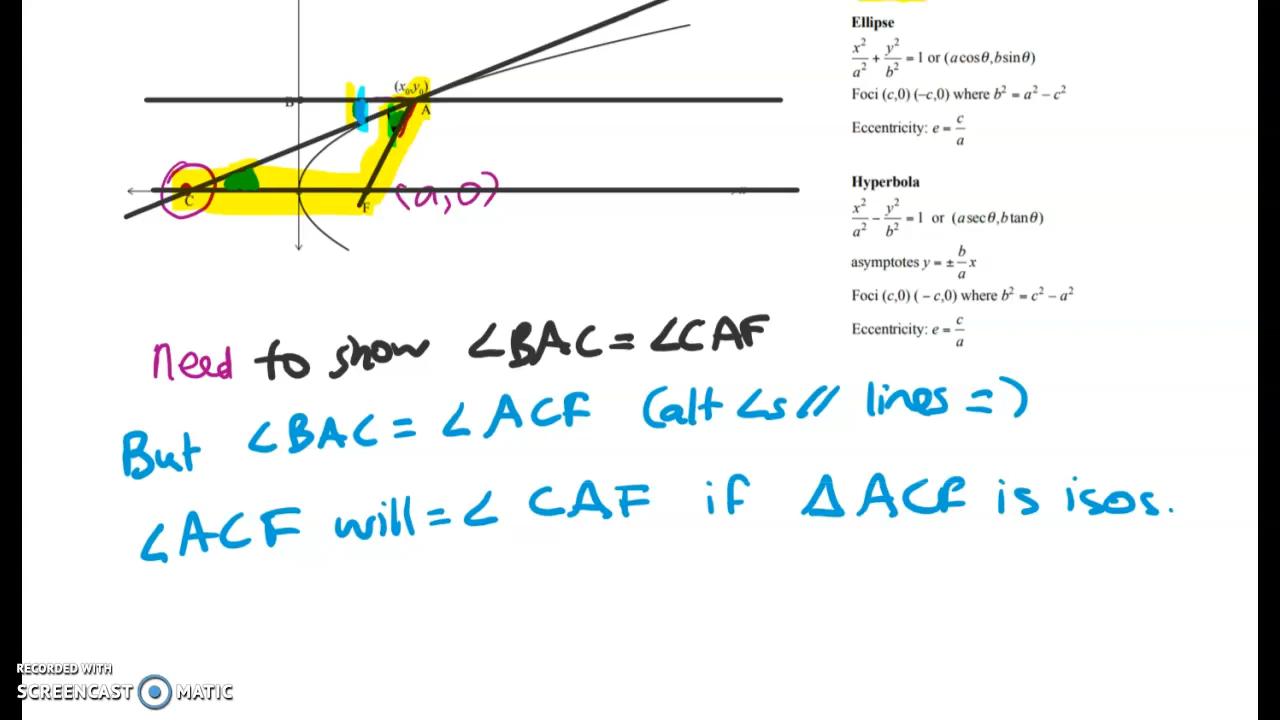 Ellipse
x²/a² + y²/b² = 1 or (a cosθ, b sinθ)
Foci (c,0) (–c,0) where b² = a² – c²
Eccentricity: e = c/a
Hyperbola
x²/a² – y²/b² = 1 or (a secθ, b tanθ)
asymptotes y = ± b/a x
Foci (c,0) ( – c,0) where b² = c² – a²
Eccentricity: e = c/a
(x₀,y₀)
B
A
C
F
(a,0)
need to show ∠BAC = ∠CAF
But ∠BAC = ∠ACF (alt ∠s // lines =)
∠ACF will = ∠CAF if ΔACF is isos.
RECORDED WITH
SCREENCAST MATIC